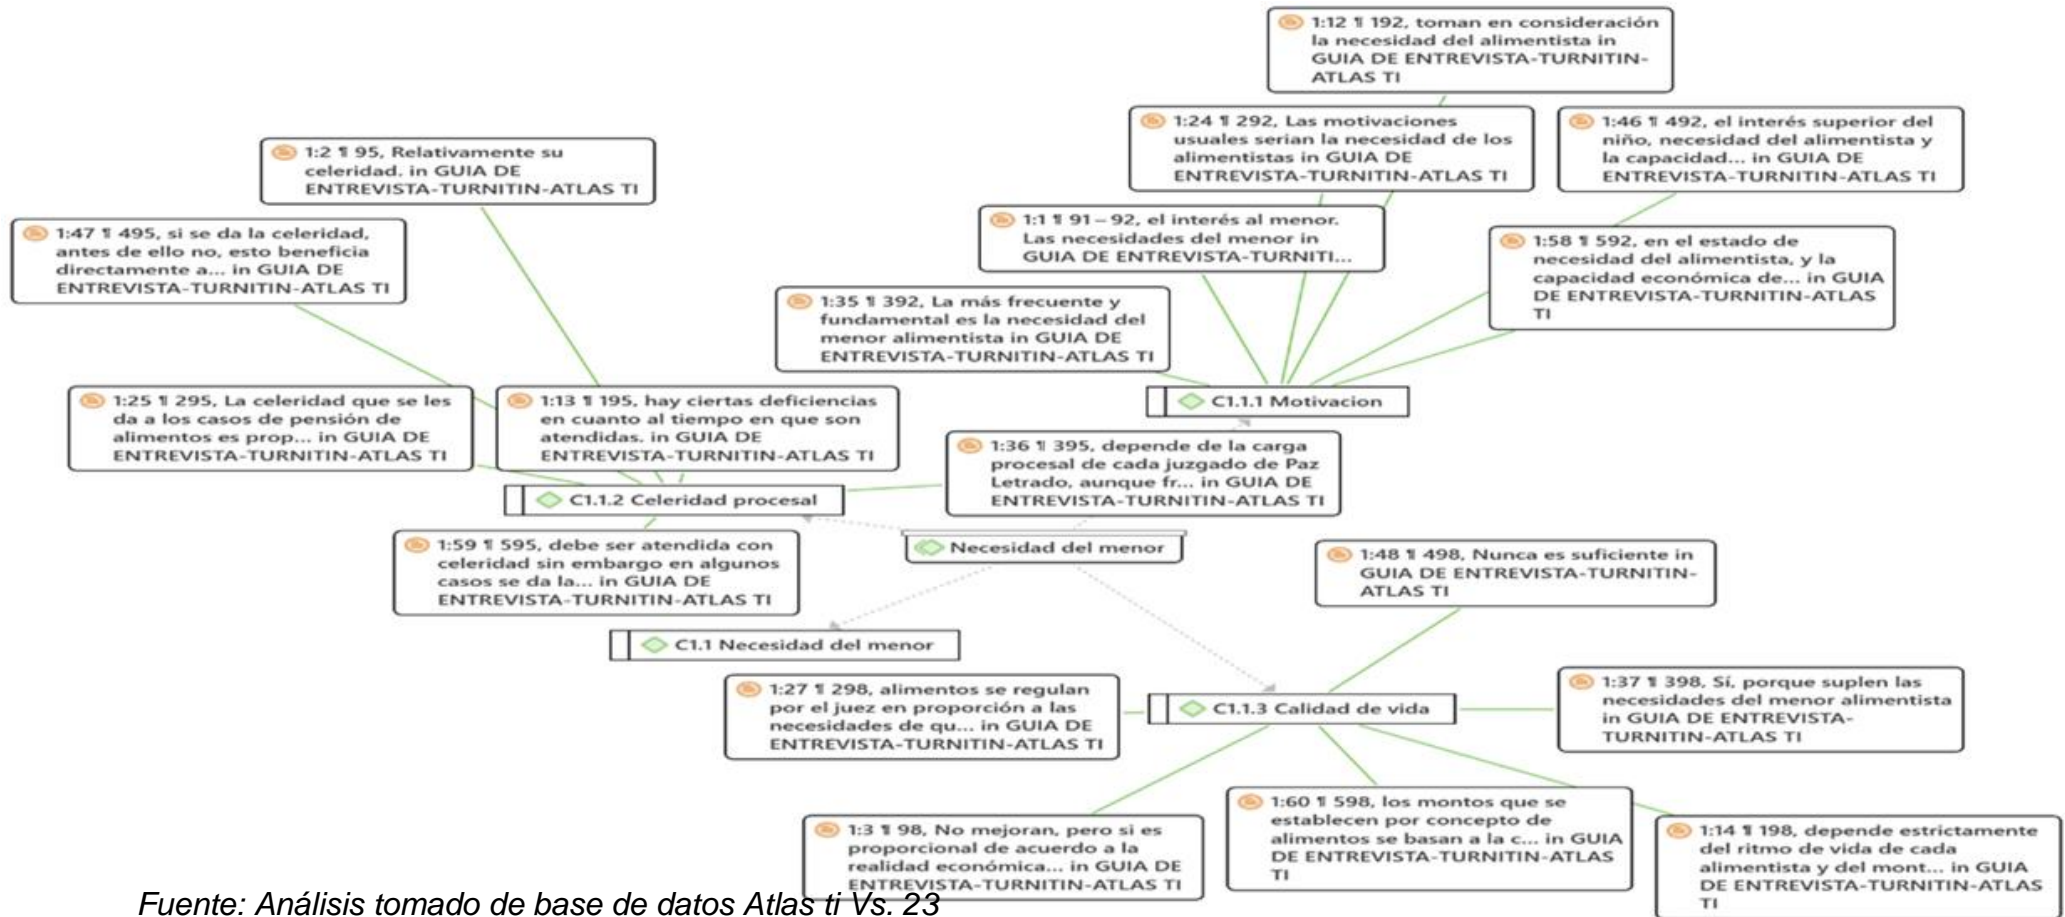 1:12 ¶ 192, toman en consideración
la necesidad del alimentista in
GUIA DE ENTREVISTA-TURNITIN-
ATLAS TI
1:24 ¶ 292, Las motivaciones
usuales serian la necesidad de los
alimentistas in GUIA DE
ENTREVISTA-TURNITIN-ATLAS TI
1:46 ¶ 492, el interés superior del
niño, necesidad del alimentista y
la capacidad... in GUIA DE
ENTREVISTA-TURNITIN-ATLAS TI
1:2 ¶ 95, Relativamente su
celeridad. in GUIA DE
ENTREVISTA-TURNITIN-ATLAS TI
1:1 ¶ 91 – 92, el interés al menor.
Las necesidades del menor in
GUIA DE ENTREVISTA-TURNITI...
1:47 ¶ 495, si se da la celeridad,
antes de ello no, esto beneficia
directamente a... in GUIA DE
ENTREVISTA-TURNITIN-ATLAS TI
1:58 ¶ 592, en el estado de
necesidad del alimentista, y la
capacidad económica de... in GUIA
DE ENTREVISTA-TURNITIN-ATLAS
TI
1:35 ¶ 392, La más frecuente y
fundamental es la necesidad del
menor alimentista in GUIA DE
ENTREVISTA-TURNITIN-ATLAS TI
1:25 ¶ 295, La celeridad que se les
da a los casos de pensión de
alimentos es prop... in GUIA DE
ENTREVISTA-TURNITIN-ATLAS TI
1:13 ¶ 195, hay ciertas deficiencias
en cuanto al tiempo en que son
atendidas. in GUIA DE
ENTREVISTA-TURNITIN-ATLAS TI
C1.1.1 Motivacion
1:36 ¶ 395, depende de la carga
procesal de cada juzgado de Paz
Letrado, aunque fr... in GUIA DE
ENTREVISTA-TURNITIN-ATLAS TI
C1.1.2 Celeridad procesal
1:59 ¶ 595, debe ser atendida con
celeridad sin embargo en algunos
casos se da la... in GUIA DE
ENTREVISTA-TURNITIN-ATLAS TI
Necesidad del menor
1:48 ¶ 498, Nunca es suficiente in
GUIA DE ENTREVISTA-TURNITIN-
ATLAS TI
C1.1 Necesidad del menor
1:27 ¶ 298, alimentos se regulan
por el juez en proporción a las
necesidades de qu... in GUIA DE
ENTREVISTA-TURNITIN-ATLAS TI
C1.1.3 Calidad de vida
1:37 ¶ 398, Sí, porque suplen las
necesidades del menor alimentista
in GUIA DE ENTREVISTA-
TURNITIN-ATLAS TI
1:3 ¶ 98, No mejoran, pero si es
proporcional de acuerdo a la
realidad económica... in GUIA DE
ENTREVISTA-TURNITIN-ATLAS TI
1:60 ¶ 598, los montos que se
establecen por concepto de
alimentos se basan a la c... in GUIA
DE ENTREVISTA-TURNITIN-ATLAS
TI
1:14 ¶ 198, depende estrictamente
del ritmo de vida de cada
alimentista y del mont... in GUIA
DE ENTREVISTA-TURNITIN-ATLAS
TI
Fuente: Análisis tomado de base de datos Atlas ti Vs. 23